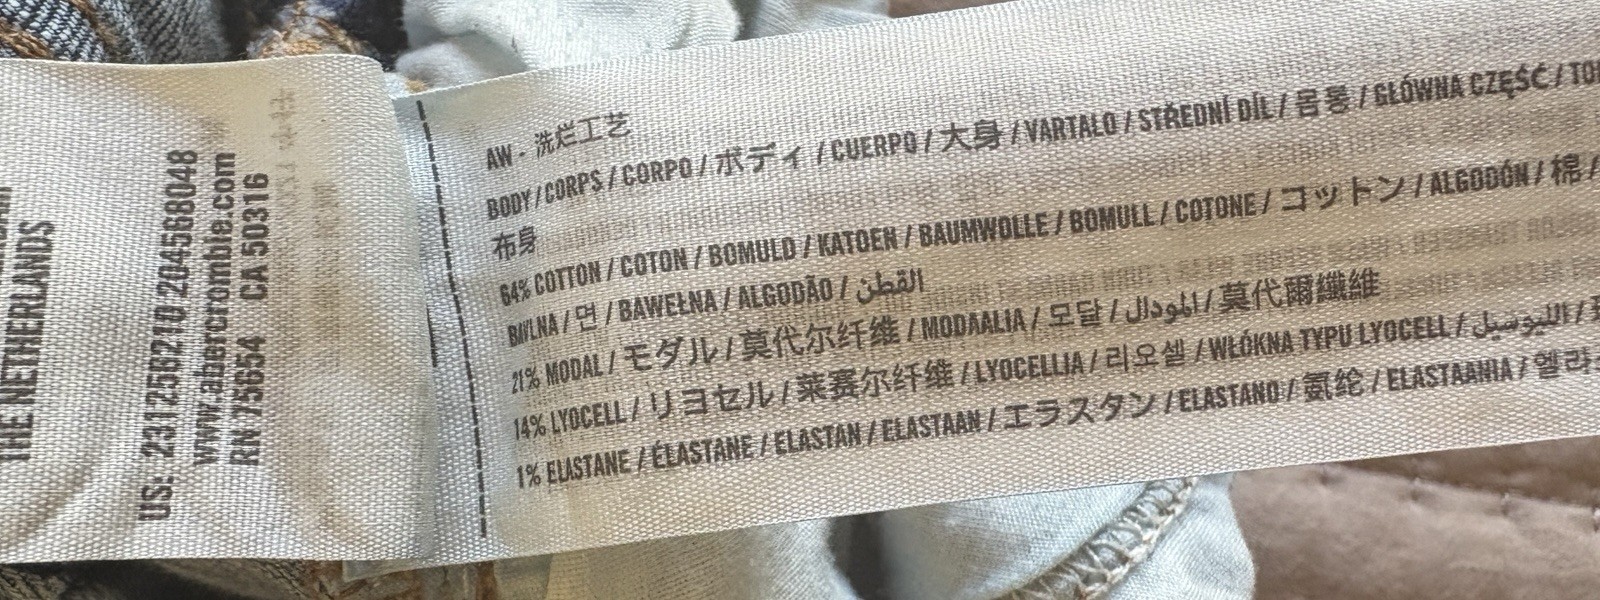 THE NETHERLANDS
US: 23125621020456 8048
www.abercrombie.com
RN 75654 CA 50316
AW - 洗烂工艺
BODY / CORPS / CORPO / ボディ / CUERPO / 大身 / VARTALO / STŘEDNÍ DÍL / 몸통 / GŁÓWNA CZĘŚĆ /
布身
64% COTTON / COTON / BOMULD / KATOEN / BAUMWOLLE / BOMULL / COTONE / コットン / ALGODÓN / 棉 /
BAVLNA / 면 / BAWEŁNA / ALGODÃO / القطن
21% MODAL / モダル / 莫代尔纤维 / MODAALIA / 모달 / المودال / 莫代爾纖維
14% LYOCELL / リヨセル / 莱赛尔纤维 / LYOCELLIA / 리오셀 / WŁÓKNA TYPU LYOCELL / الليوسيل /
1% ELASTANE / ÉLASTANE / ELASTAN / ELASTAAN / エラスタン / ELASTANO / 氨纶 / ELASTAANIA /